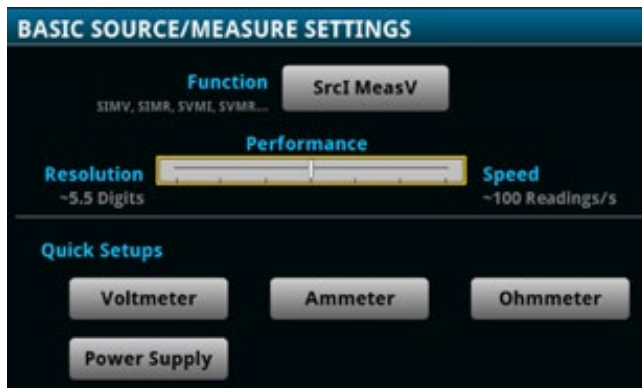 BASIC SOURCE/MEASURE SETTINGS
Function SrcI MeasV
SIMV, SIMR, SVMI, SVMR...
Performance
Resolution Speed
~5.5 Digits ~100 Readings/s
Quick Setups
Voltmeter Ammeter Ohmmeter
Power Supply